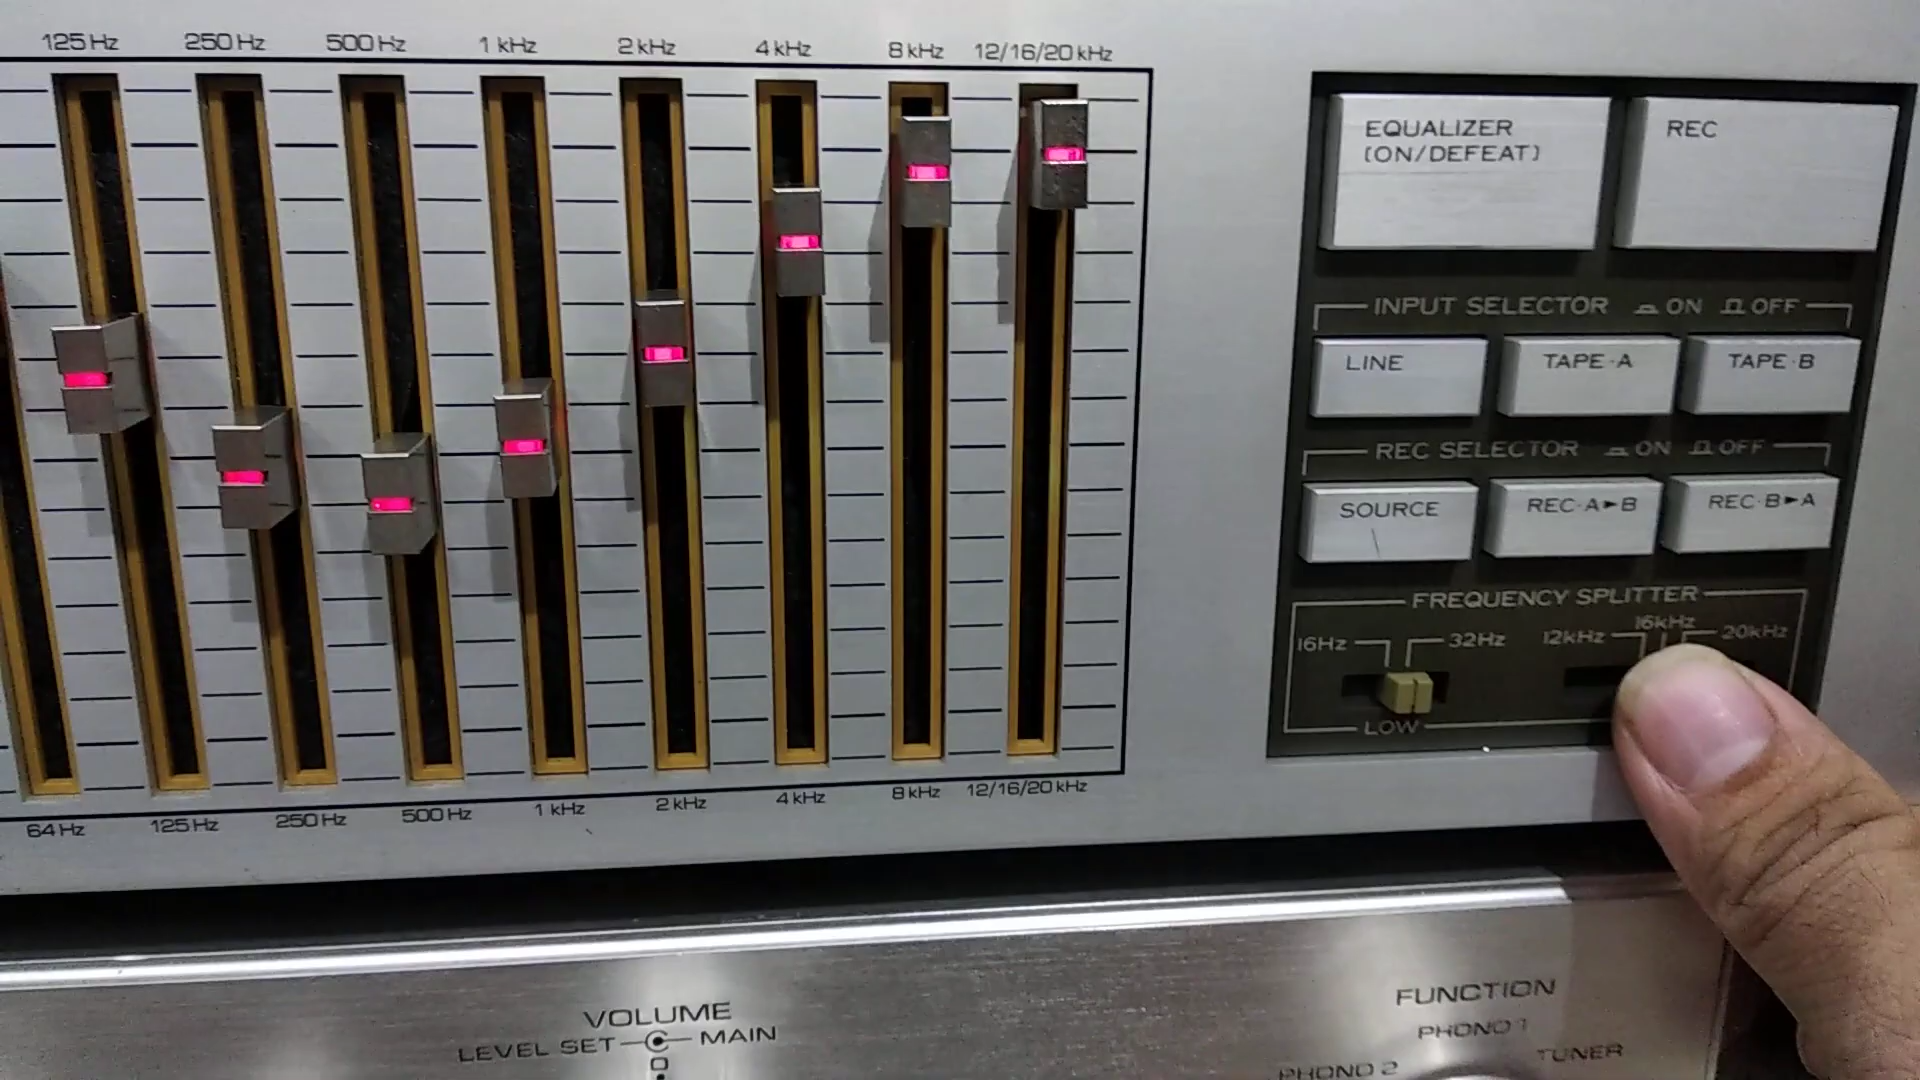 125 Hz 250 Hz 500 Hz 1 kHz 2 kHz 4 kHz 8 kHz 12/16/20 kHz
EQUALIZER
(ON/DEFEAT)
REC
INPUT SELECTOR ON OFF
LINE TAPE·A TAPE·B
REC SELECTOR ON OFF
SOURCE REC·A►B REC·B►A
FREQUENCY SPLITTER
16Hz 32Hz 12kHz 16kHz 20kHz
LOW
64 Hz 125 Hz 250 Hz 500 Hz 1 kHz 2 kHz 4 kHz 8 kHz 12/16/20 kHz
VOLUME
LEVEL SET MAIN
FUNCTION
PHONO 1
PHONO 2 TUNER